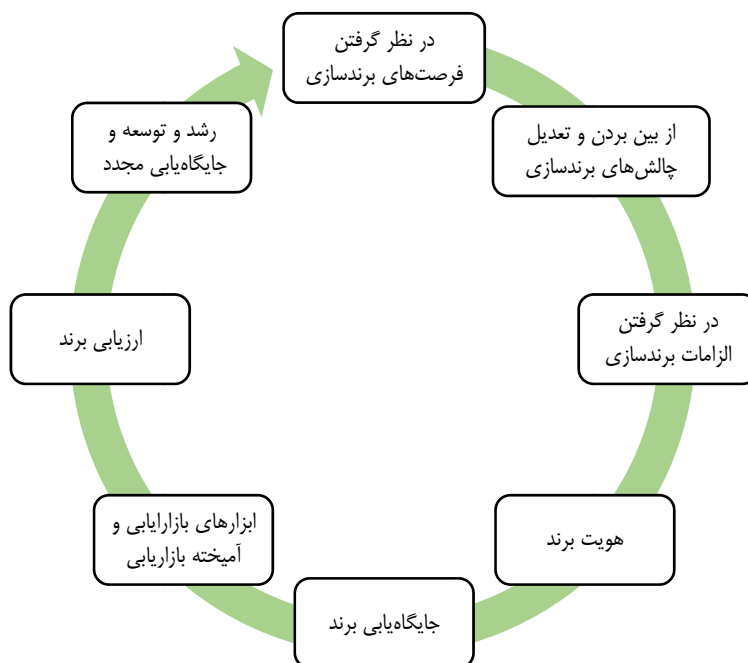 در نظر گرفتن
فرصت‌های برندسازی
از بین بردن و تعدیل
چالش‌های برندسازی
در نظر گرفتن
الزامات برندسازی
هویت برند
جایگاه‌یابی برند
ابزارهای بازارایابی و
آمیخته بازاریابی
ارزیابی برند
رشد و توسعه و
جایگاه‌یابی مجدد